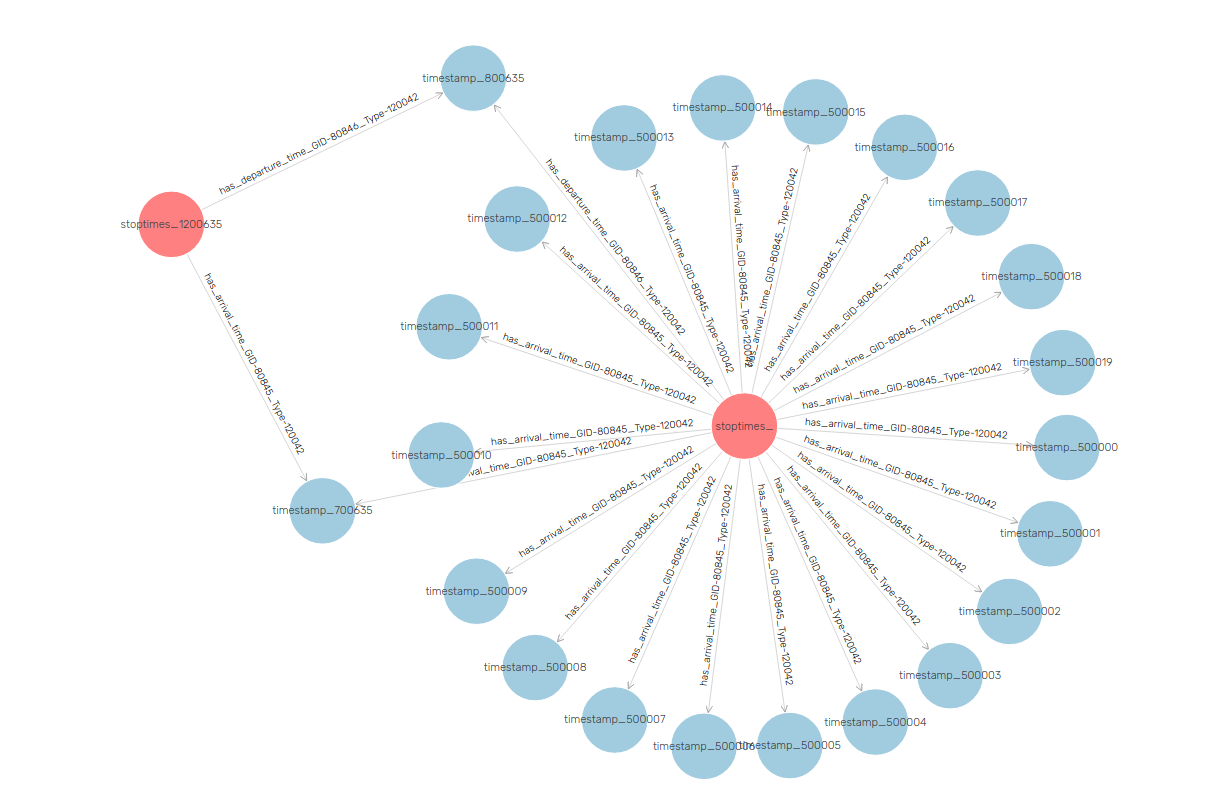 timestamp_800635
has_departure_time_GID-80846_Type-120042
stoptimes_1200635
has_arrival_time_GID-80845_Type-120042
timestamp_700635
timestamp_500014
timestamp_500015
timestamp_500013
timestamp_500016
timestamp_500017
timestamp_500012
timestamp_500018
timestamp_500011
timestamp_500019
has_departure_time_GID-80846_Type-120042
has_arrival_time_GID-80845_Type-120042
has_arrival_time_GID-80845_Type-120042
has_arrival_time_GID-80845_Type-120042
has_arrival_time_GID-80845_Type-120042
has_arrival_time_GID-80845_Type-120042
has_arrival_time_GID-80845_Type-120042
has_arrival_time_GID-80845_Type-120042
has_arrival_time_GID-80845_Type-120042
has_arrival_time_GID-80845_Type-120042
stoptimes_
has_arrival_time_GID-80845_Type-120042
has_arrival_time_GID-80845_Type-120042
timestamp_500000
timestamp_500010
has_arrival_time_GID-80845_Type-120042
val_time_GID-80845_Type-120042
has_arrival_time_GID-80845_Type-120042
has_arrival_time_GID-80845_Type-120042
has_arrival_time_GID-80845_Type-120042
has_arrival_time_GID-80845_Type-120042
has_arrival_time_GID-80845_Type-120042
has_arrival_time_GID-80845_Type-120042
has_arrival_time_GID-80845_Type-120042
has_arrival_time_GID-80845_Type-120042
has_arrival_time_GID-80845_Type-120042
timestamp_500001
timestamp_500009
timestamp_500002
timestamp_500008
timestamp_500003
timestamp_500007
timestamp_500004
timestamp_500006
timestamp_500005